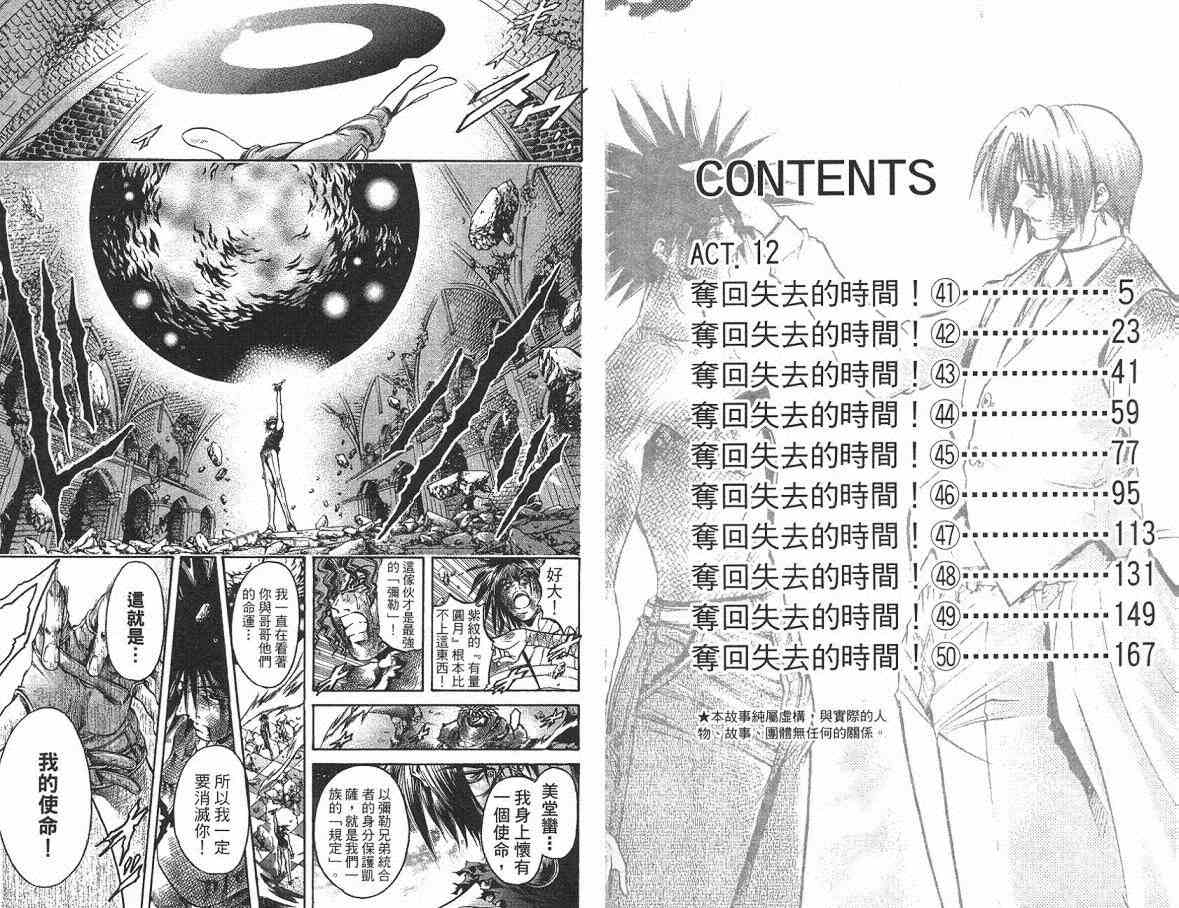 CONTENTS
ACT. 12
奪回失去的時間！㊶………………5
奪回失去的時間！㊷………………23
奪回失去的時間！㊸………………41
奪回失去的時間！㊹………………59
奪回失去的時間！㊺………………77
奪回失去的時間！㊻………………95
奪回失去的時間！㊼………………113
奪回失去的時間！㊽………………131
奪回失去的時間！㊾………………149
奪回失去的時間！㊿………………167
★本故事純屬虛構，與實際的人
物、故事、團體無任何的關係。
好大！
紫紋的『有量
圓月』根本比
不上這東西！
這傢伙才是最強
的「彌勒」！
美堂蠻…
我身上懷有
一個使命，
以彌勒兄弟統合
者的身分保護凱
薩，就是我們一
族的「規定」。
我一直在看著
你與哥哥他們
的命運…
所以我一定
要消滅你！
這就是…
我的使命！